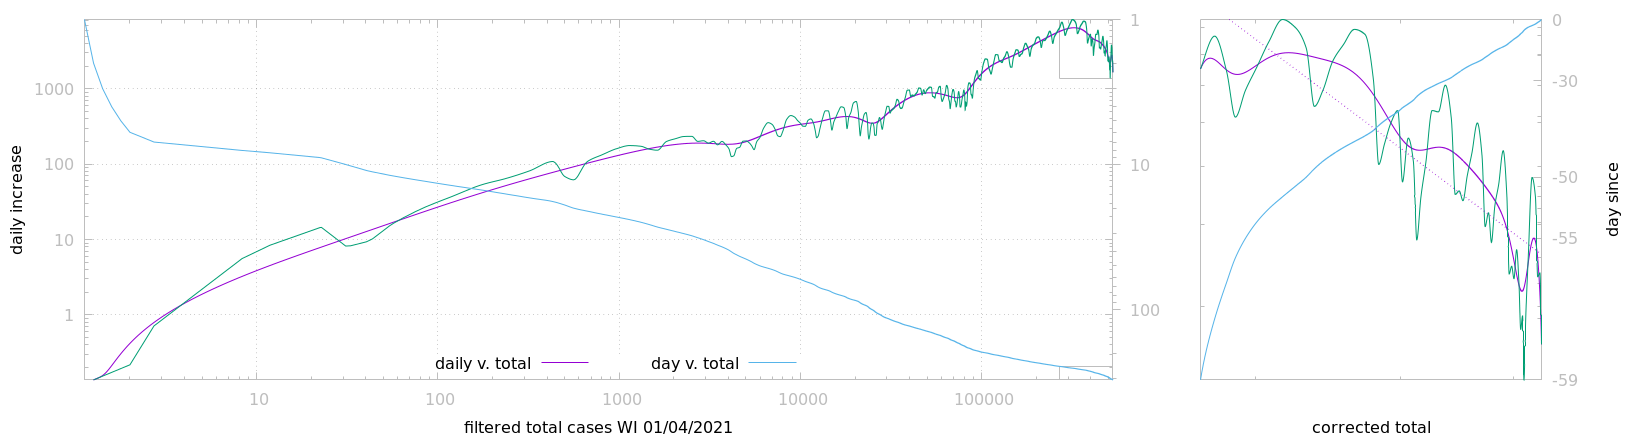 1 0
1000 -30
daily increase
100 10 -50
day since
10 -55
1 100
daily v. total day v. total
-59
10 100 1000 10000 100000
filtered total cases WI 01/04/2021 corrected total